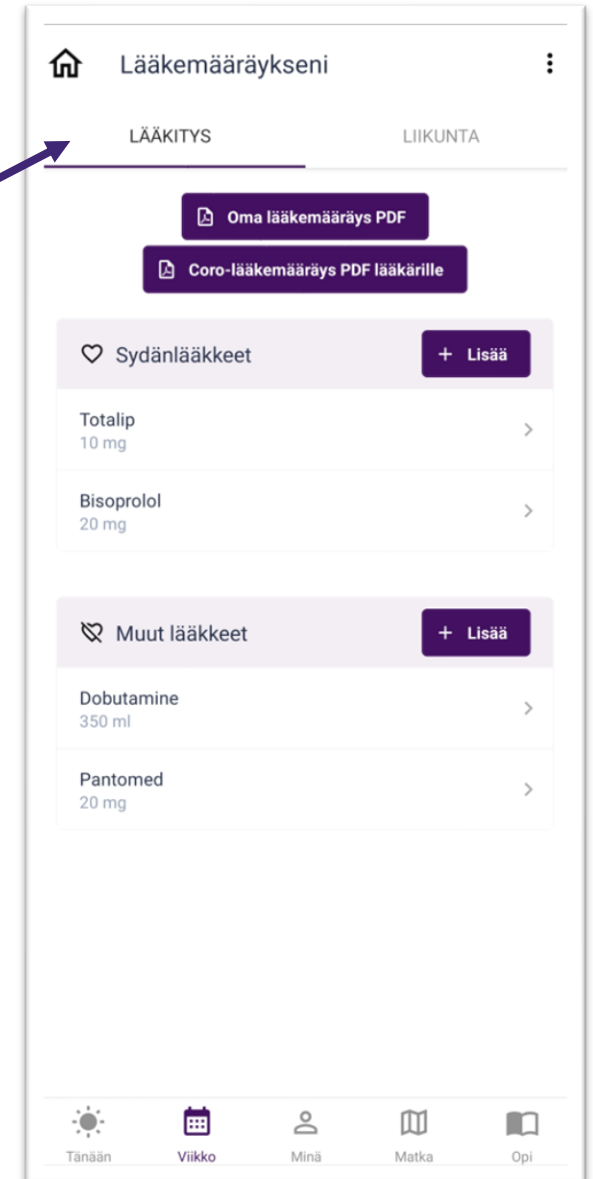 Lääkemääräykseni
LÄÄKITYS
LIIKUNTA
Oma lääkemääräys PDF
Coro-lääkemääräys PDF lääkärille
Sydänlääkkeet
+ Lisää
Totalip
10 mg
Bisoprolol
20 mg
Muut lääkkeet
+ Lisää
Dobutamine
350 ml
Pantomed
20 mg
Tänään
Viikko
Minä
Matka
Opi